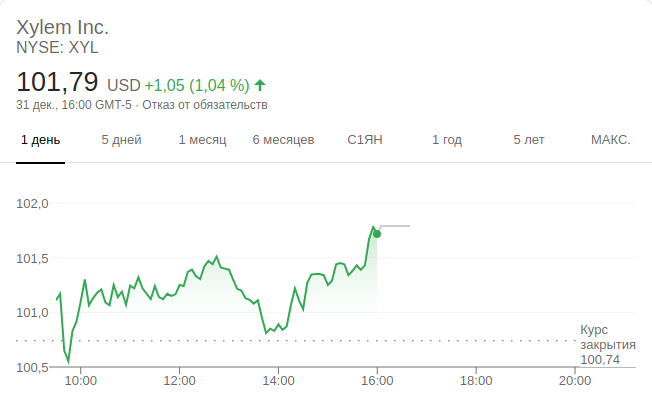 Xylem Inc.
NYSE: XYL
101,79 USD +1,05 (1,04 %)
31 дек., 16:00 GMT-5 · Отказ от обязательств
1 день 5 дней 1 месяц 6 месяцев С1ЯН 1 год 5 лет МАКС.
102,0
101,5
101,0
Курс
закрытия
100,74
100,5
10:00 12:00 14:00 16:00 18:00 20:00